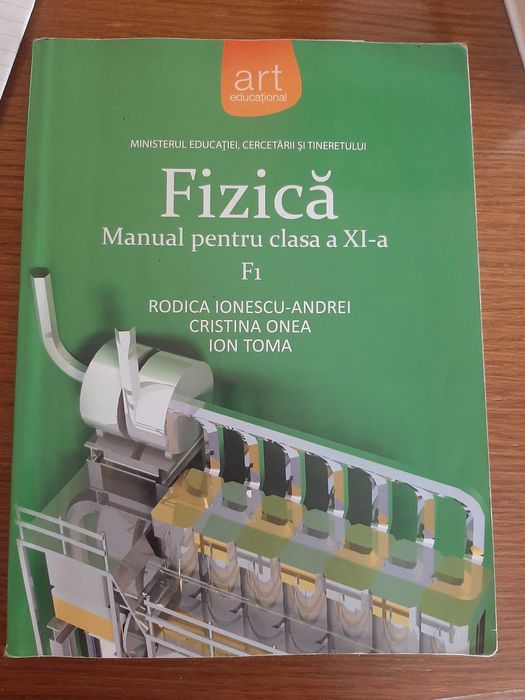 art
educațional
MINISTERUL EDUCAȚIEI, CERCETĂRII ȘI TINERETULUI
Fizică
Manual pentru clasa a XI-a
F1
RODICA IONESCU-ANDREI
CRISTINA ONEA
ION TOMA